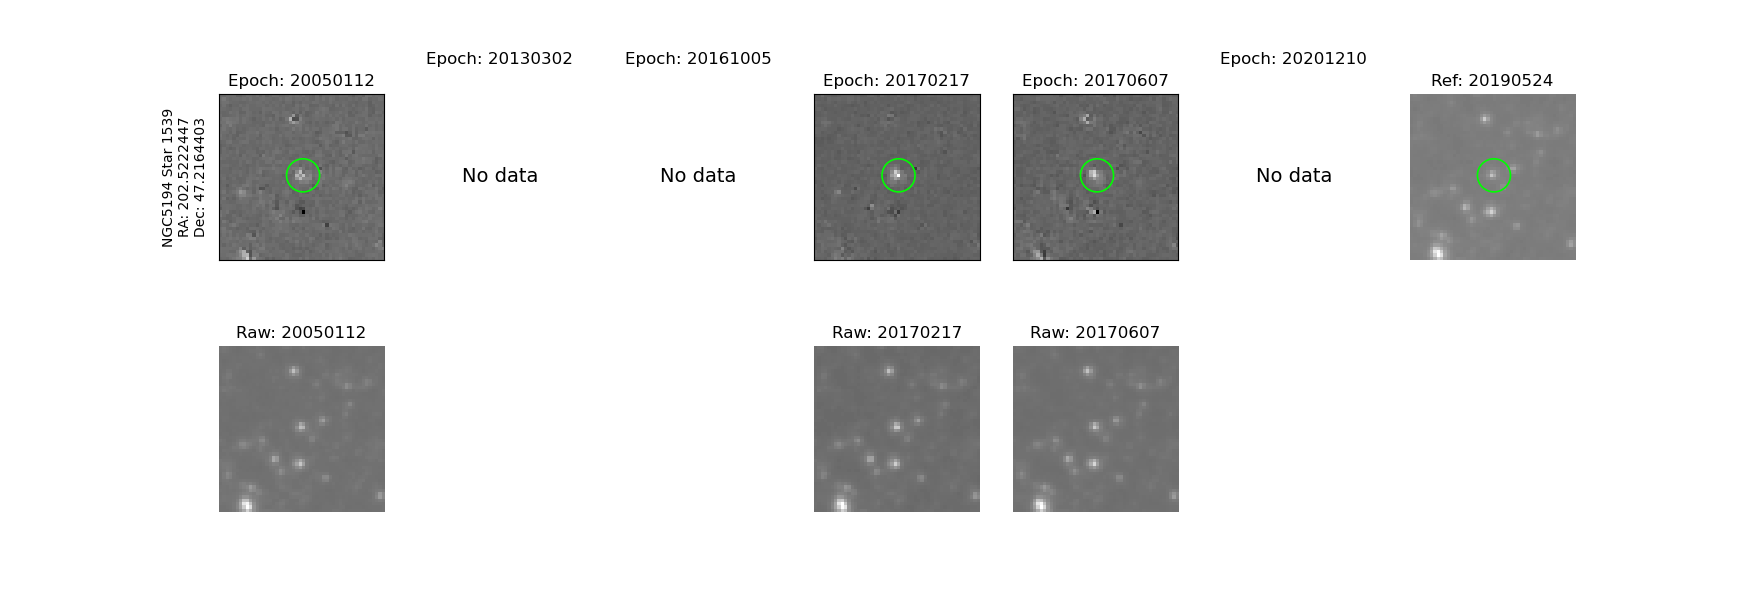 Epoch: 20130302
Epoch: 20161005
Epoch: 20201210
Epoch: 20050112
Epoch: 20170217
Epoch: 20170607
Ref: 20190524
NGC5194 Star 1539
RA: 202.5222447
Dec: 47.2164403
No data
No data
No data
Raw: 20050112
Raw: 20170217
Raw: 20170607